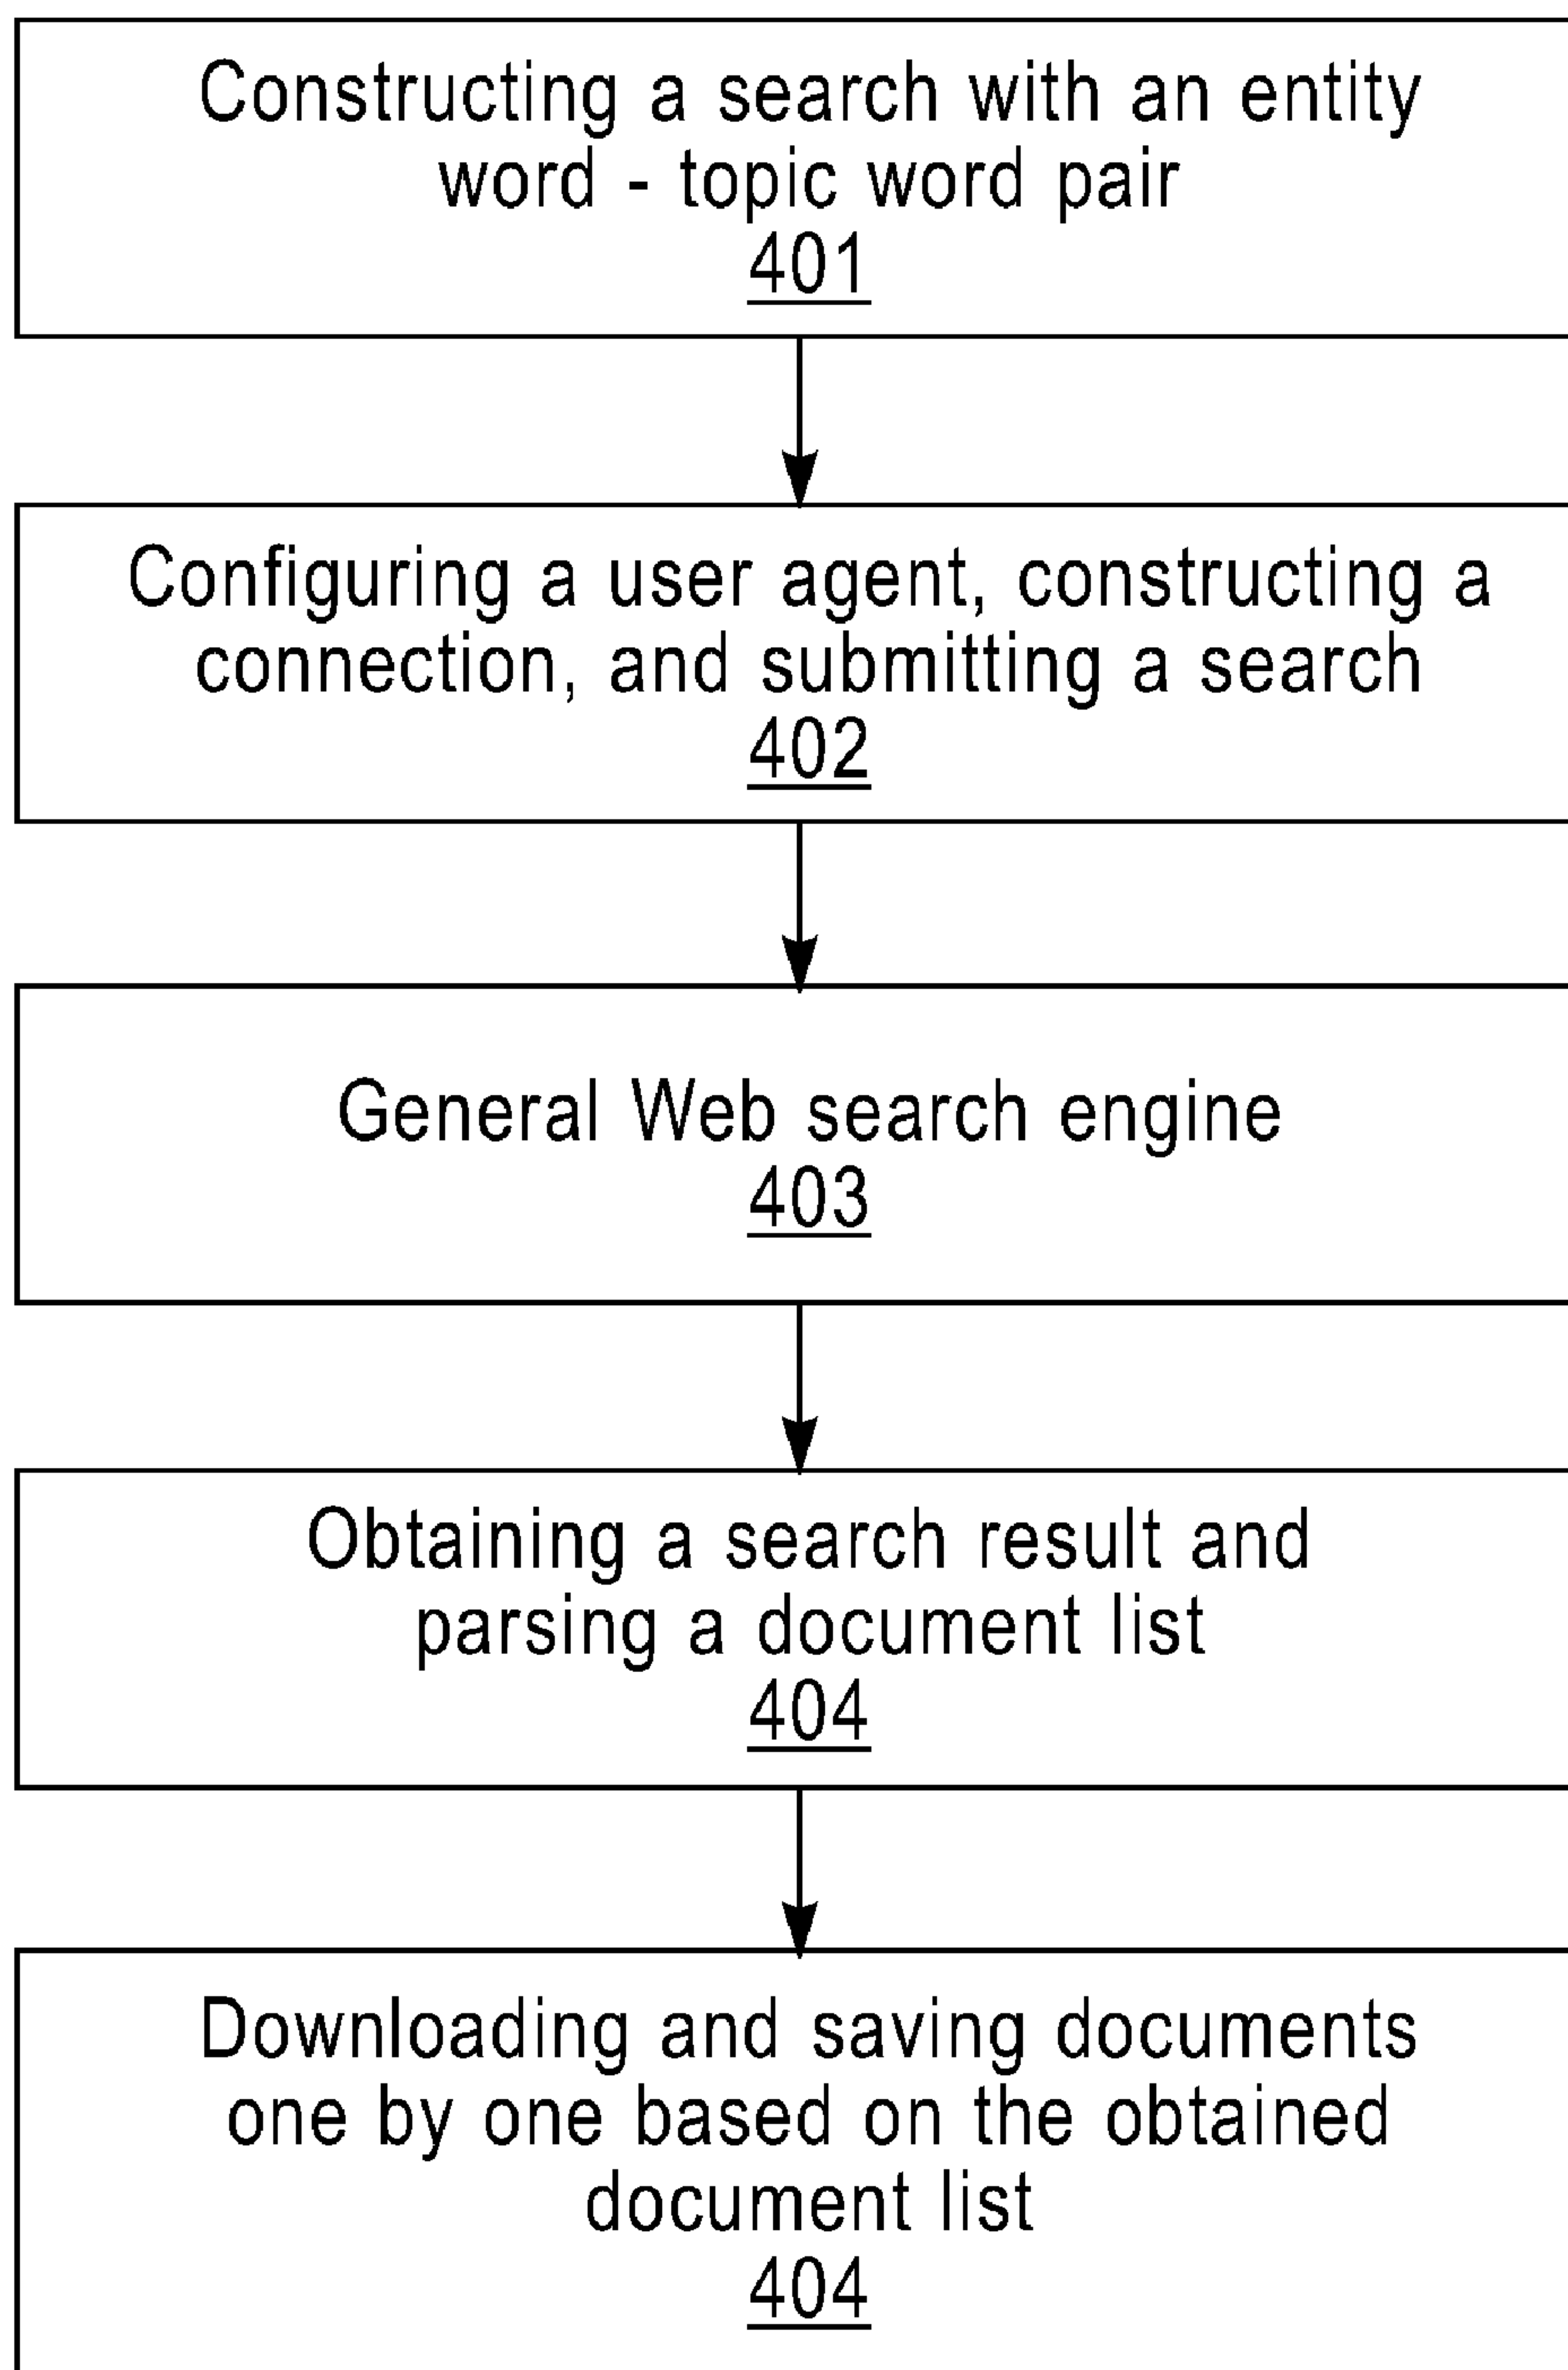 Constructing a search with an entity
word - topic word pair
401
Configuring a user agent, constructing a
connection, and submitting a search
402
General Web search engine
403
Obtaining a search result and
parsing a document list
404
Downloading and saving documents
one by one based on the obtained
document list
404